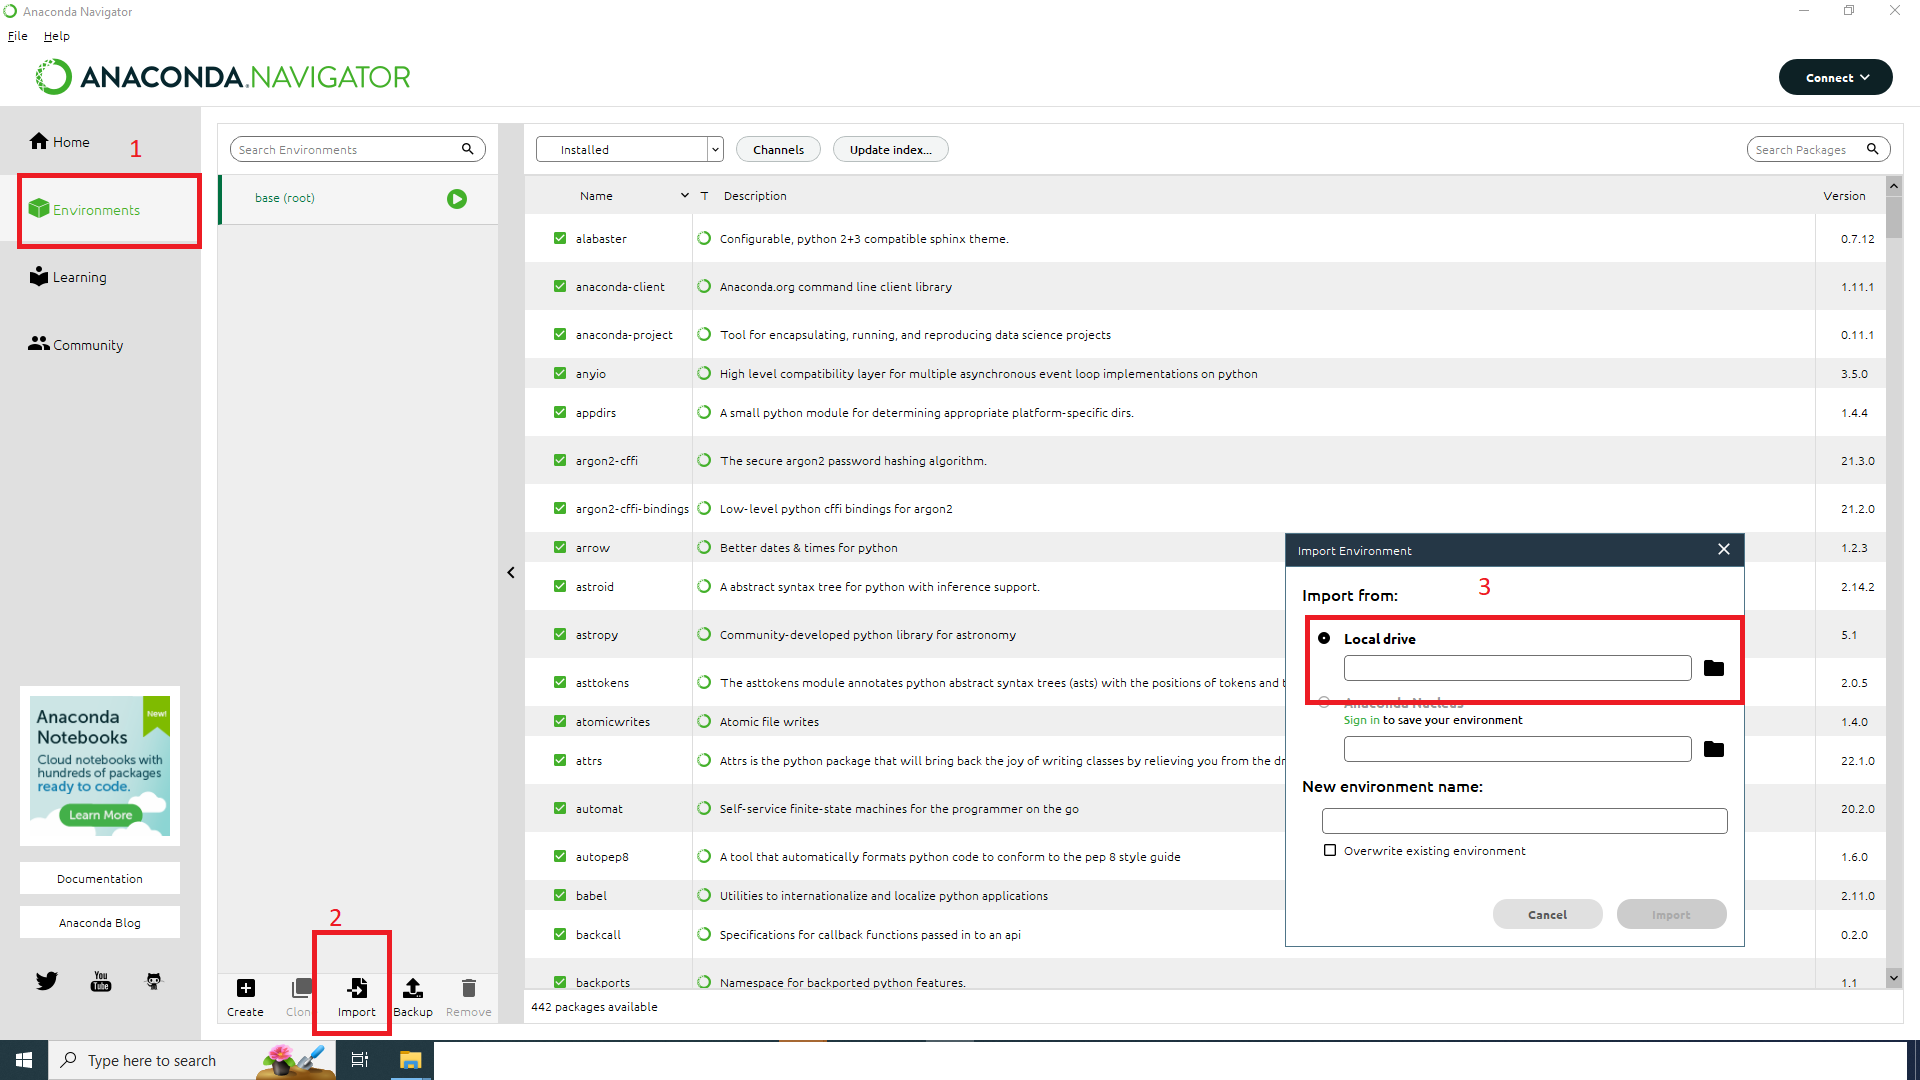 Anaconda Navigator
File Help
ANACONDA.NAVIGATOR
Connect
Home
1
Environments
Learning
Community
Anaconda
Notebooks
New!
Cloud notebooks with
hundreds of packages
ready to code.
Learn More
Documentation
Anaconda Blog
You
Tube
Search Environments
base (root)
2
Create
Clon
Import
Backup
Remove
Installed
Channels
Update index...
Search Packages
Name T Description Version
alabaster Configurable, python 2+3 compatible sphinx theme. 0.7.12
anaconda-client Anaconda.org command line client library 1.11.1
anaconda-project Tool for encapsulating, running, and reproducing data science projects 0.11.1
anyio High level compatibility layer for multiple asynchronous event loop implementations on python 3.5.0
appdirs A small python module for determining appropriate platform-specific dirs. 1.4.4
argon2-cffi The secure argon2 password hashing algorithm. 21.3.0
argon2-cffi-bindings Low-level python cffi bindings for argon2 21.2.0
arrow Better dates & times for python 1.2.3
astroid A abstract syntax tree for python with inference support. 2.14.2
astropy Community-developed python library for astronomy 5.1
asttokens The asttokens module annotates python abstract syntax trees (asts) with the positions of tokens and t 2.0.5
atomicwrites Atomic file writes 1.4.0
attrs Attrs is the python package that will bring back the joy of writing classes by relieving you from the dr 22.1.0
automat Self-service finite-state machines for the programmer on the go 20.2.0
autopep8 A tool that automatically formats python code to conform to the pep 8 style guide 1.6.0
babel Utilities to internationalize and localize python applications 2.11.0
backcall Specifications for callback functions passed in to an api 0.2.0
backports Namespace for backported python features. 1.1
442 packages available
Import Environment
3
Import from:
Local drive
Anaconda Nucleus
Sign in to save your environment
New environment name:
Overwrite existing environment
Cancel
Import
Type here to search